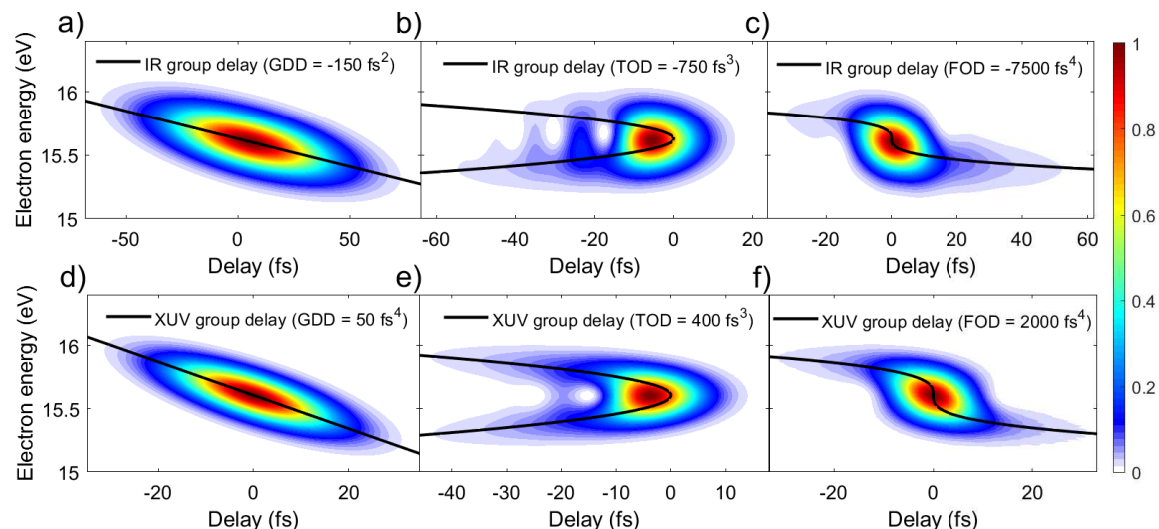 a)
b)
c)
IR group delay (GDD = -150 fs²)
IR group delay (TOD = -750 fs³)
IR group delay (FOD = -7500 fs⁴)
Electron energy (eV)
16
15.5
15
-50 0 50
-60 -40 -20 0
-20 0 20 40 60
Delay (fs)
Delay (fs)
Delay (fs)
d)
e)
f)
XUV group delay (GDD = 50 fs⁴)
XUV group delay (TOD = 400 fs³)
XUV group delay (FOD = 2000 fs⁴)
Electron energy (eV)
16
15.5
15
-20 0 20
-40 -30 -20 -10 0 10
-20 0 20
Delay (fs)
Delay (fs)
Delay (fs)
1
0.8
0.6
0.4
0.2
0